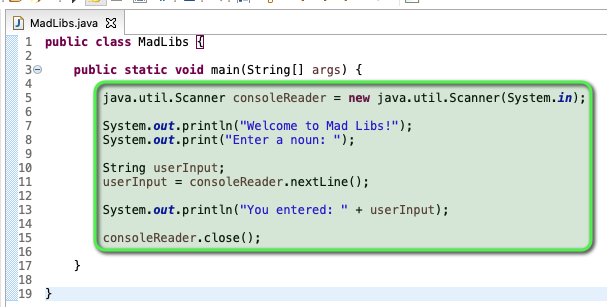 MadLibs.java
1 public class MadLibs {
2
3 public static void main(String[] args) {
4
5 java.util.Scanner consoleReader = new java.util.Scanner(System.in);
6
7 System.out.println("Welcome to Mad Libs!");
8 System.out.print("Enter a noun: ");
9
10 String userInput;
11 userInput = consoleReader.nextLine();
12
13 System.out.println("You entered: " + userInput);
14
15 consoleReader.close();
16
17 }
18
19 }